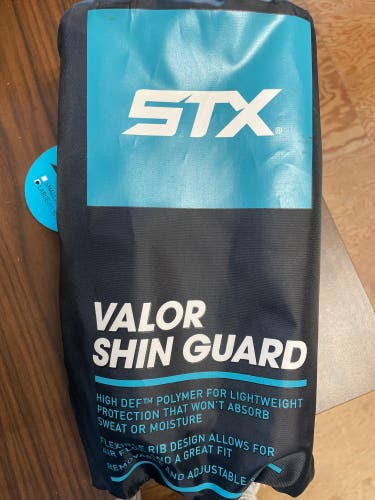 STX®
VALOR
SHIN GUARD
HIGH DEF™ POLYMER FOR LIGHTWEIGHT
PROTECTION THAT WON'T ABSORB
SWEAT OR MOISTURE
FLEXIBLE RIB DESIGN ALLOWS FOR
AIR AND A GREAT FIT
AND ADJUSTABLE